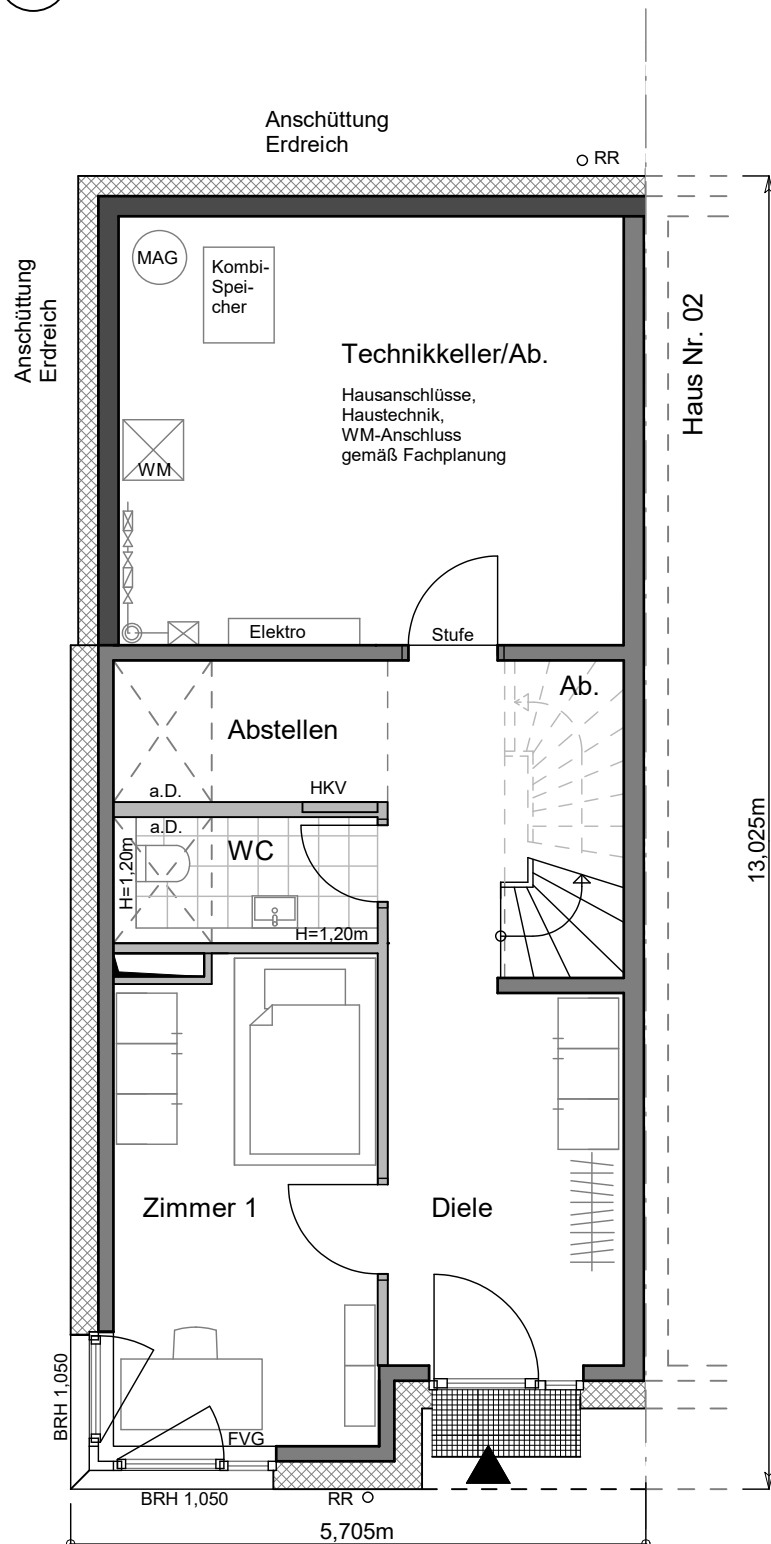 Anschüttung
Erdreich
RR
Anschüttung
Erdreich
MAG
Kombi-
Spei-
cher
Technikkeller/Ab.
Hausanschlüsse,
Haustechnik,
WM-Anschluss
gemäß Fachplanung
Haus Nr. 02
WM
Elektro
Stufe
Ab.
Abstellen
a.D.
HKV
a.D.
WC
H=1,20m
H=1,20m
13,025m
Zimmer 1
Diele
BRH 1,050
FVG
BRH 1,050
RR
5,705m